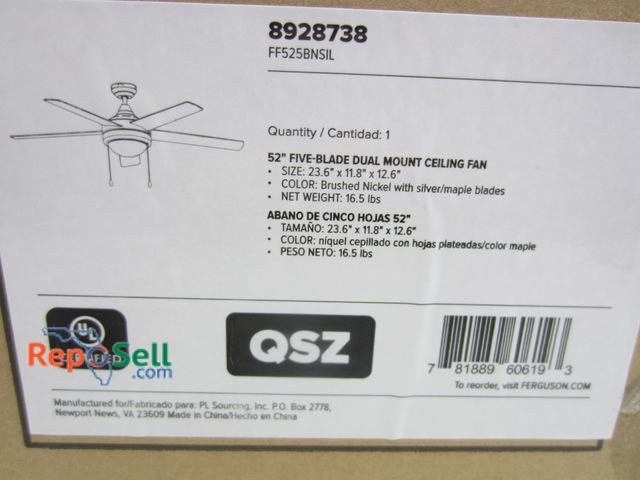 8928738
FF525BNSIL
Quantity / Cantidad: 1
52" FIVE-BLADE DUAL MOUNT CEILING FAN
• SIZE: 23.6" x 11.8" x 12.6"
• COLOR: Brushed Nickel with silver/maple blades
• NET WEIGHT: 16.5 lbs
ABANO DE CINCO HOJAS 52"
• TAMAÑO: 23.6" x 11.8" x 12.6"
• COLOR: níquel cepillado con hojas plateadas/color maple
• PESO NETO: 16.5 lbs
UL
RepoSell
.com
QSZ
7 81889 60619 3
To reorder, visit FERGUSON.COM
Manufactured for/Fabricado para: PL Sourcing, Inc. P.O. Box 2778,
Newport News, VA 23609 Made in China/Hecho en China